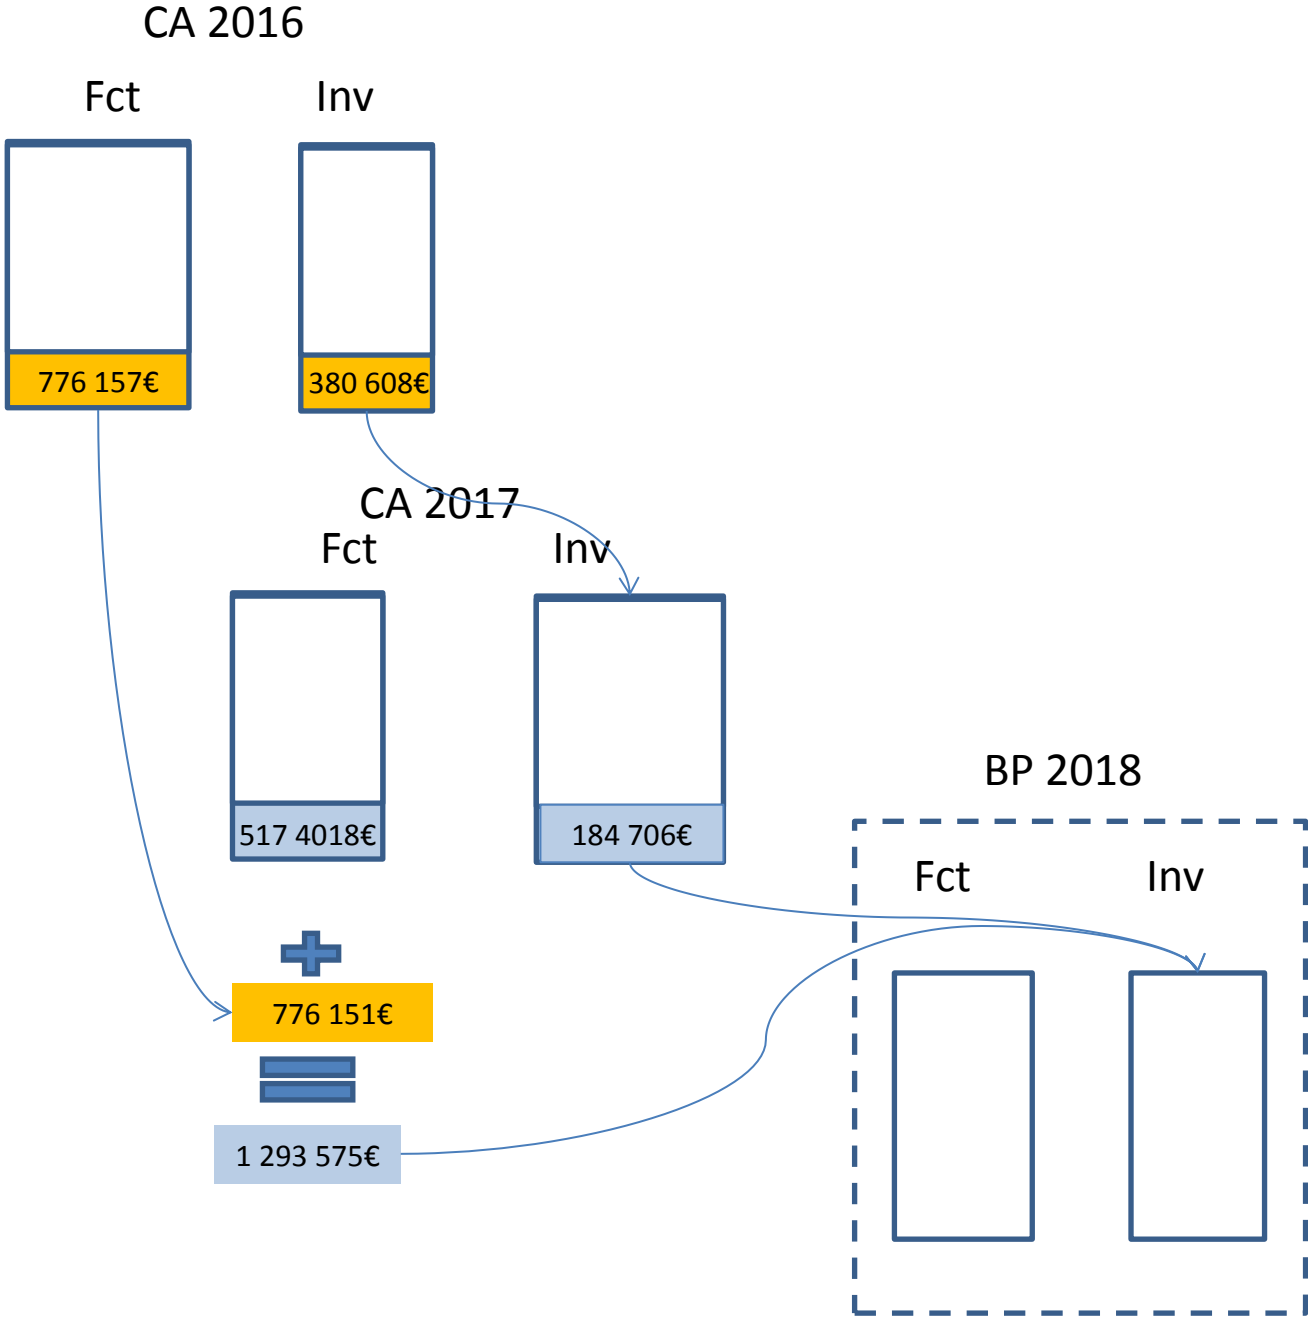 CA 2016
Fct
Inv
776 157€
380 608€
CA 2017
Fct
Inv
517 4018€
184 706€
776 151€
1 293 575€
BP 2018
Fct
Inv